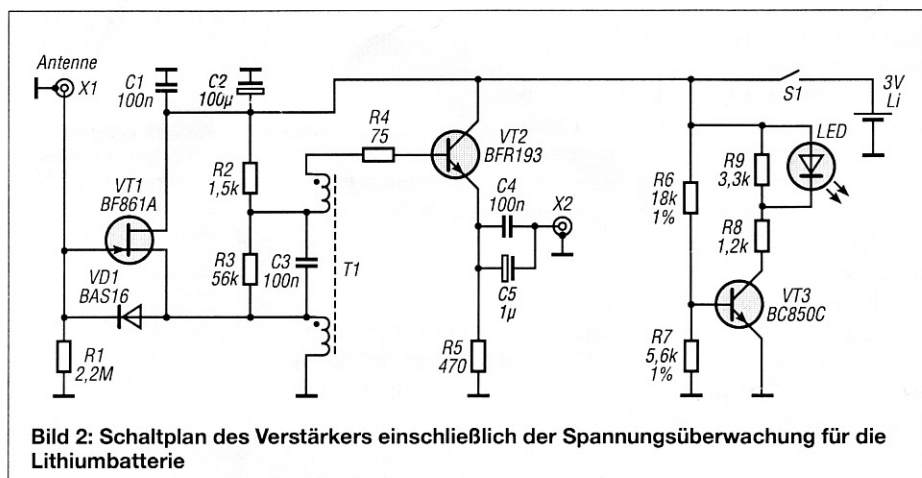 Antenne
X1
C1
100n
C2
100µ
R4
75
VT2
BFR193
S1
3V
Li
LED
VT1
BF861A
R2
1,5k
C4
100n
X2
R6
18k
1%
R9
3,3k
VD1
BAS16
R3
56k
C3
100n
T1
C5
1µ
R8
1,2k
VT3
BC850C
R1
2,2M
R5
470
R7
5,6k
1%
Bild 2: Schaltplan des Verstärkers einschließlich der Spannungsüberwachung für die
Lithiumbatterie